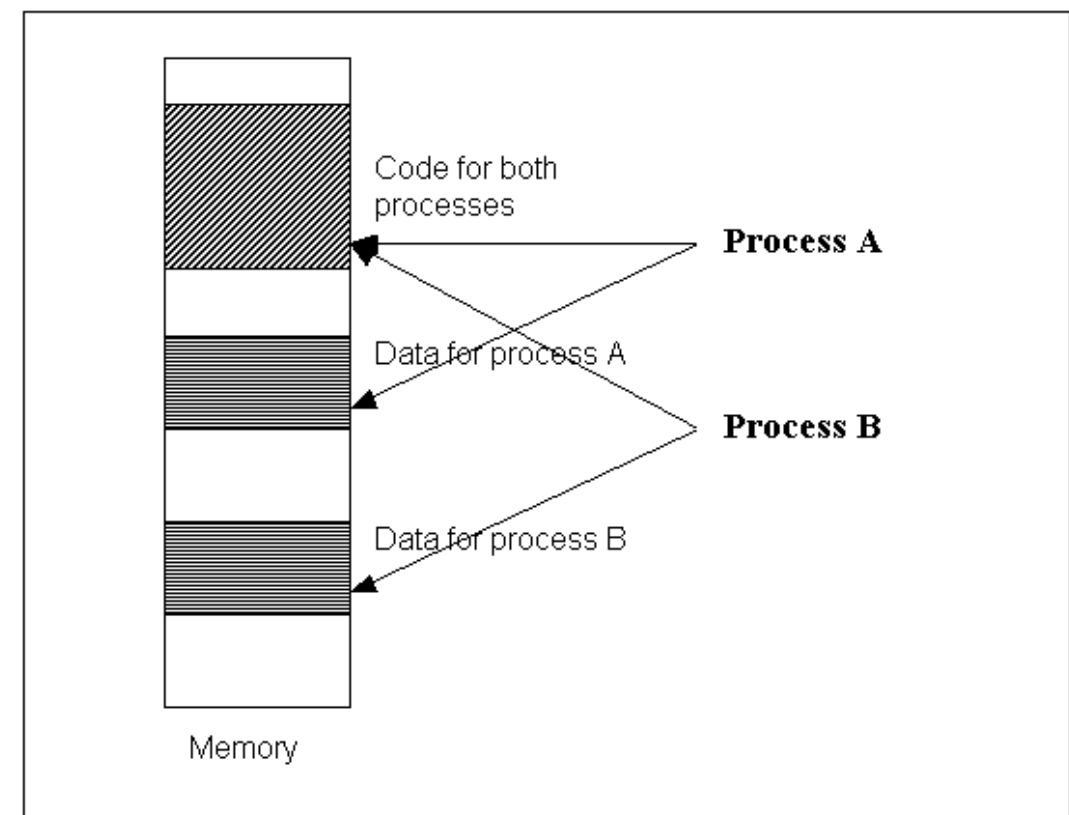 Code for both
processes
Process A
Data for process A
Process B
Data for process B
Memory